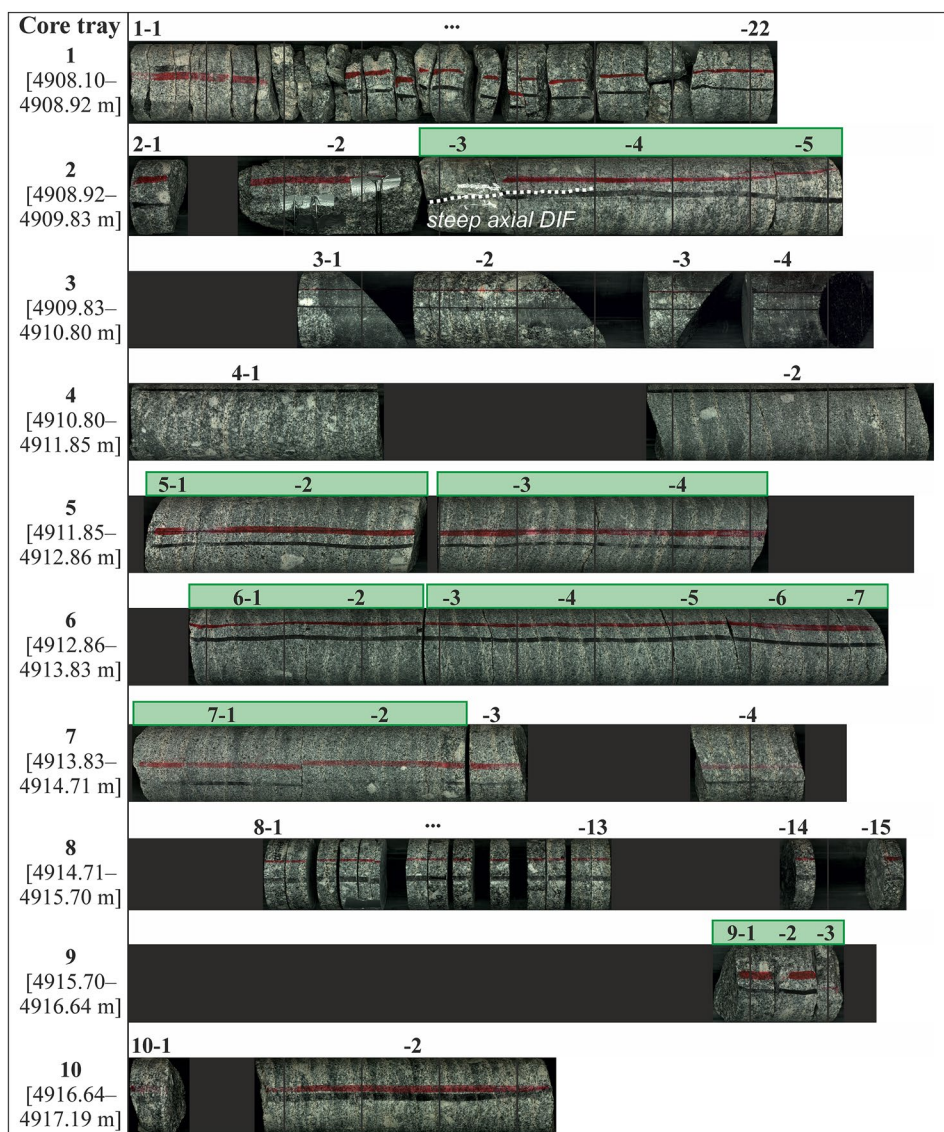 Core tray 1-1 ... -22
1
[4908.10–
4908.92 m]
2-1 -2 -3 -4 -5
2
[4908.92–
4909.83 m]
steep axial DIF
3-1 -2 -3 -4
3
[4909.83–
4910.80 m]
4-1 -2
4
[4910.80–
4911.85 m]
5-1 -2 -3 -4
5
[4911.85–
4912.86 m]
6-1 -2 -3 -4 -5 -6 -7
6
[4912.86–
4913.83 m]
7-1 -2 -3 -4
7
[4913.83–
4914.71 m]
8-1 ... -13 -14 -15
8
[4914.71–
4915.70 m]
9-1 -2 -3
9
[4915.70–
4916.64 m]
10-1 -2
10
[4916.64–
4917.19 m]